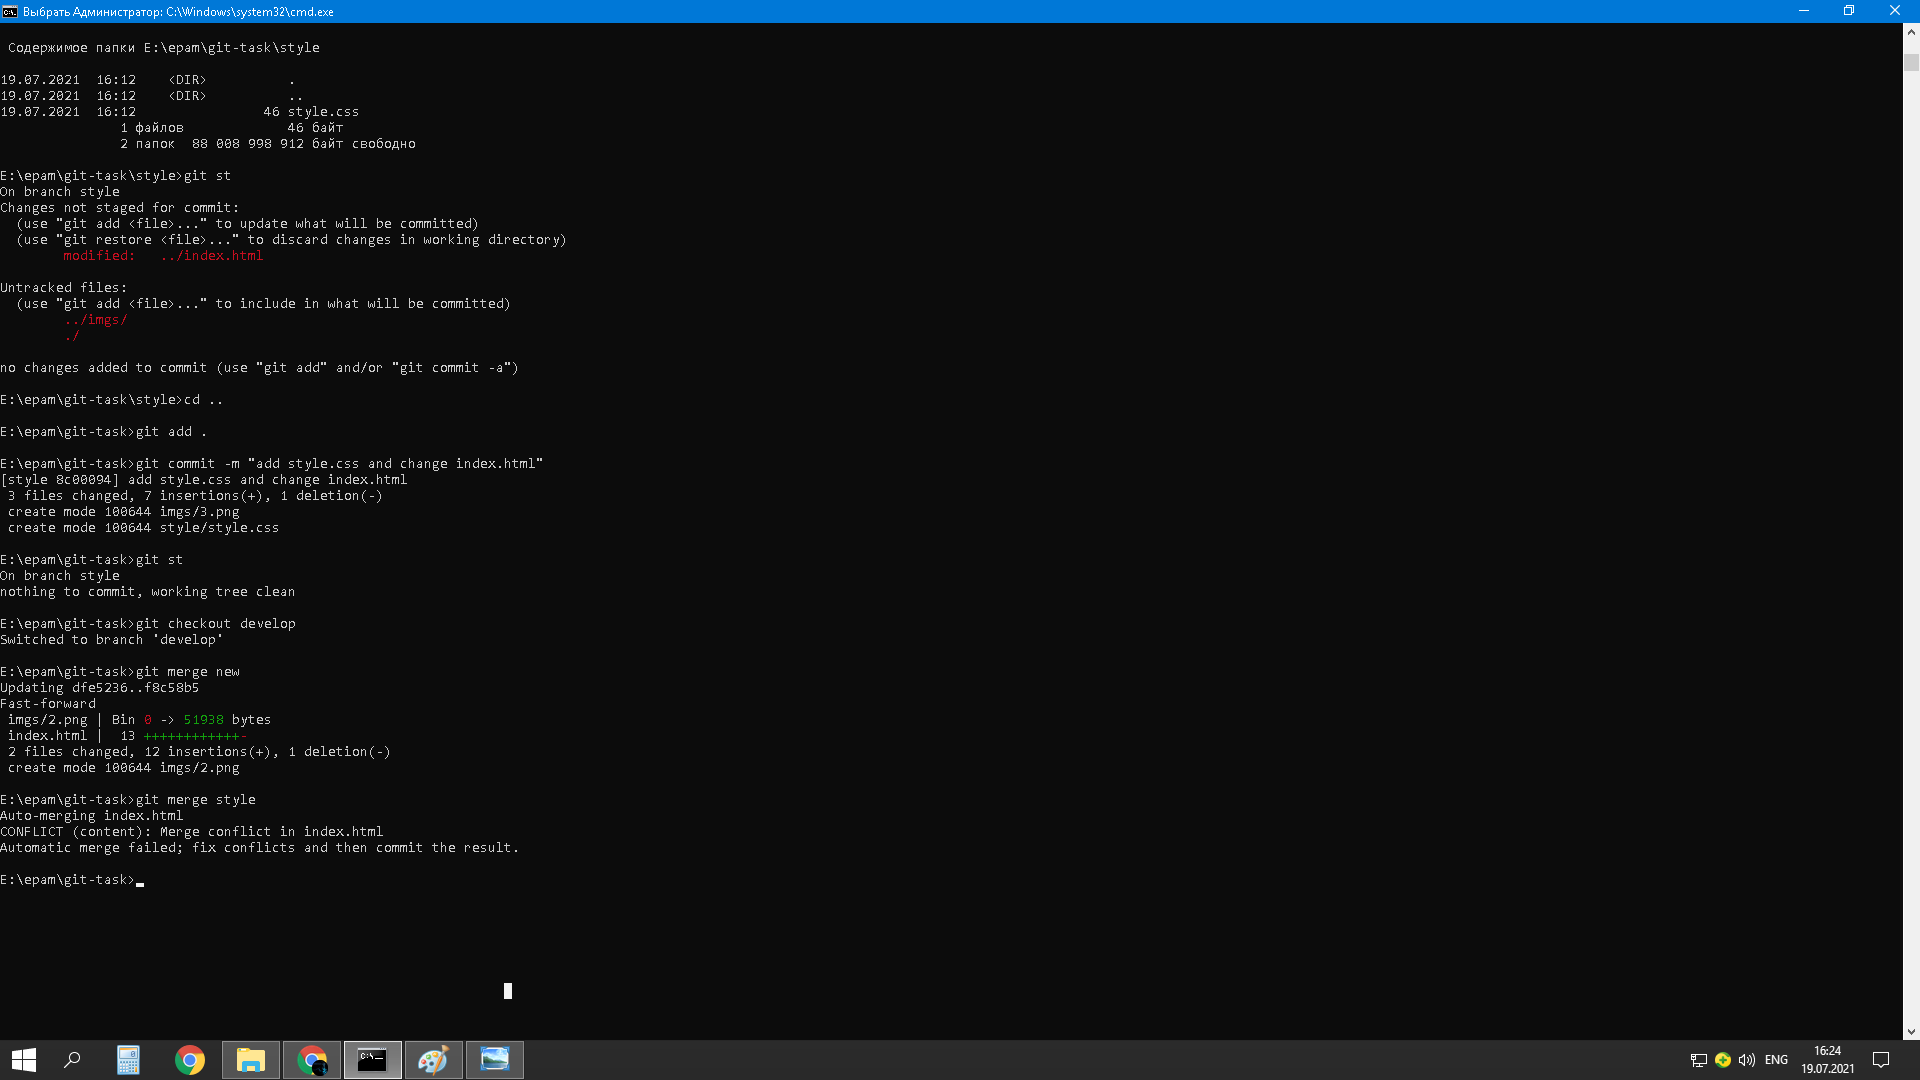 Выбрать Администратор: C:\Windows\system32\cmd.exe
Содержимое папки E:\epam\git-task\style
19.07.2021  16:12    <DIR>          .
19.07.2021  16:12    <DIR>          ..
19.07.2021  16:12                46 style.css
1 файлов             46 байт
2 папок  88 008 998 912 байт свободно
E:\epam\git-task\style>git st
On branch style
Changes not staged for commit:
(use "git add <file>..." to update what will be committed)
(use "git restore <file>..." to discard changes in working directory)
modified:   ../index.html
Untracked files:
(use "git add <file>..." to include in what will be committed)
../imgs/
./
no changes added to commit (use "git add" and/or "git commit -a")
E:\epam\git-task\style>cd ..
E:\epam\git-task>git add .
E:\epam\git-task>git commit -m "add style.css and change index.html"
[style 8c00094] add style.css and change index.html
3 files changed, 7 insertions(+), 1 deletion(-)
create mode 100644 imgs/3.png
create mode 100644 style/style.css
E:\epam\git-task>git st
On branch style
nothing to commit, working tree clean
E:\epam\git-task>git checkout develop
Switched to branch 'develop'
E:\epam\git-task>git merge new
Updating dfe5236..f8c58b5
Fast-forward
imgs/2.png | Bin 0 -> 51938 bytes
index.html |  13 ++++++++++++-
2 files changed, 12 insertions(+), 1 deletion(-)
create mode 100644 imgs/2.png
E:\epam\git-task>git merge style
Auto-merging index.html
CONFLICT (content): Merge conflict in index.html
Automatic merge failed; fix conflicts and then commit the result.
E:\epam\git-task>
ENG
16:24
19.07.2021